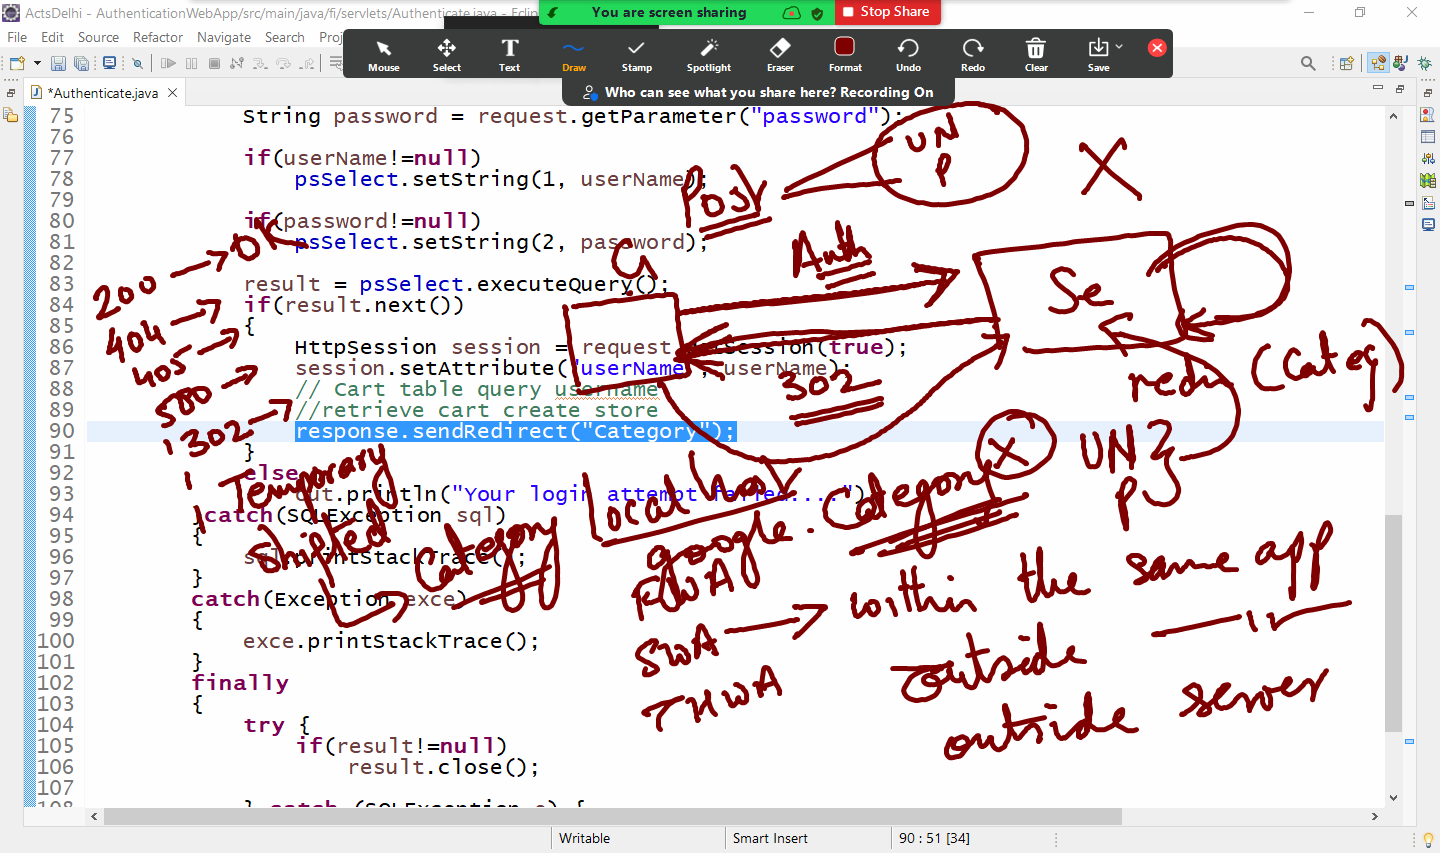 ActsDelhi - AuthenticationWebApp/src/main/java/fi/servlets/Authenticate.java - Eclip
You are screen sharing
Stop Share
File Edit Source Refactor Navigate Search Proj
Mouse Select Text Draw Stamp Spotlight Eraser Format Undo Redo Clear Save
Who can see what you share here? Recording On
*Authenticate.java
75 String password = request.getParameter("password");
76
77 if(userName!=null)
78 psSelect.setString(1, userName);
79
80 if(password!=null)
81 psSelect.setString(2, password);
82
83 result = psSelect.executeQuery();
84 if(result.next())
85 {
86 HttpSession session = request. Session(true);
87 session.setAttribute("userName", userName);
88 // Cart table query username
89 //retrieve cart create store
90 response.sendRedirect("Category");
91 }
92 else
93 out.println("Your login attempt failed....")
94 }catch(SQLException sql)
95 {
96 sql.printStackTrace();
97 }
98 catch(Exception exce)
99 {
100 exce.printStackTrace();
101 }
102 finally
103 {
104 try {
105 if(result!=null)
106 result.close();
107
108 } catch (SQLException e) {
UN
P
X
Post
Auth
Se
302
redi (Categ)
200 OK
404
405
500
302
Temporary
Shifted
Category
Local hos
google. Category X
UN
P
FWA
SWA
THWA
within the same app
outside
outside server
Writable Smart Insert 90 : 51 [34]